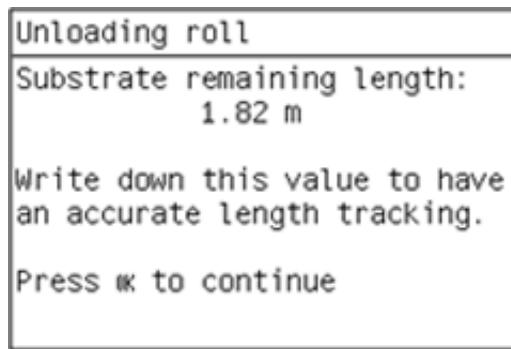 Unloading roll
Substrate remaining length:
1.82 m
Write down this value to have
an accurate length tracking.
Press OK to continue